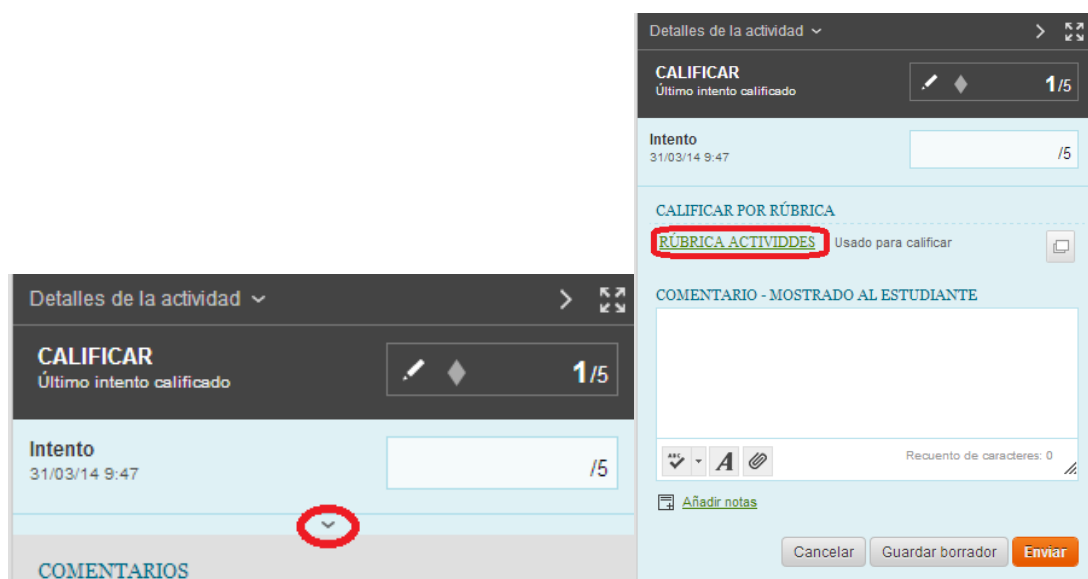 Detalles de la actividad
CALIFICAR
Último intento calificado
1/5
Intento
31/03/14 9:47
/5
COMENTARIOS
Detalles de la actividad
CALIFICAR
Último intento calificado
1/5
Intento
31/03/14 9:47
/5
CALIFICAR POR RÚBRICA
RÚBRICA ACTIVIDDES Usado para calificar
COMENTARIO - MOSTRADO AL ESTUDIANTE
ABC A Recuento de caracteres: 0
Añadir notas
Cancelar Guardar borrador Enviar